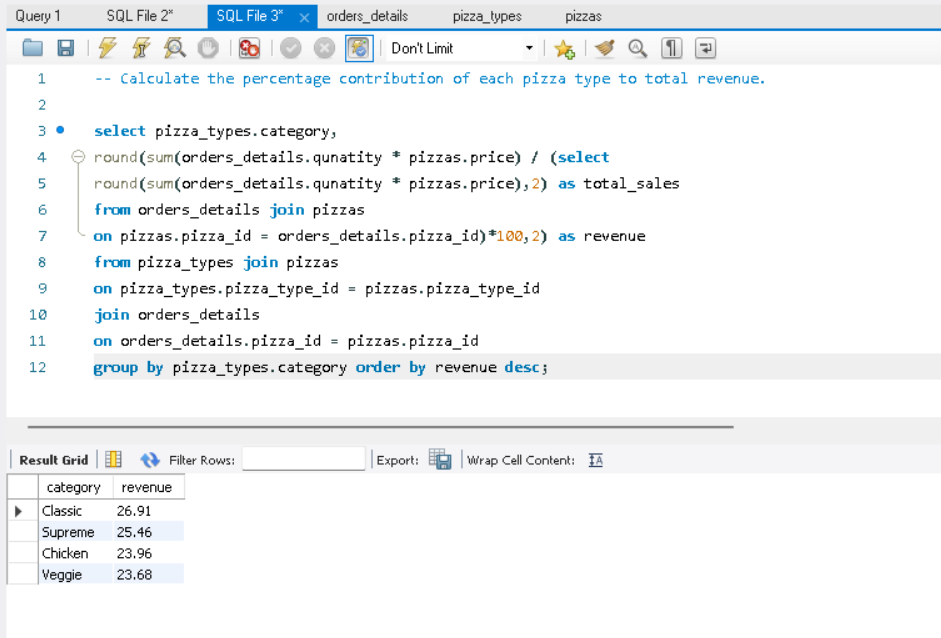 Query 1 SQL File 2* SQL File 3* × orders_details pizza_types pizzas
Don't Limit
1 -- Calculate the percentage contribution of each pizza type to total revenue.
2
3 select pizza_types.category,
4 round(sum(orders_details.qunatity * pizzas.price) / (select
5 round(sum(orders_details.qunatity * pizzas.price),2) as total_sales
6 from orders_details join pizzas
7 on pizzas.pizza_id = orders_details.pizza_id)*100,2) as revenue
8 from pizza_types join pizzas
9 on pizza_types.pizza_type_id = pizzas.pizza_type_id
10 join orders_details
11 on orders_details.pizza_id = pizzas.pizza_id
12 group by pizza_types.category order by revenue desc;
Result Grid Filter Rows: Export: Wrap Cell Content: IA
category revenue
Classic 26.91
Supreme 25.46
Chicken 23.96
Veggie 23.68